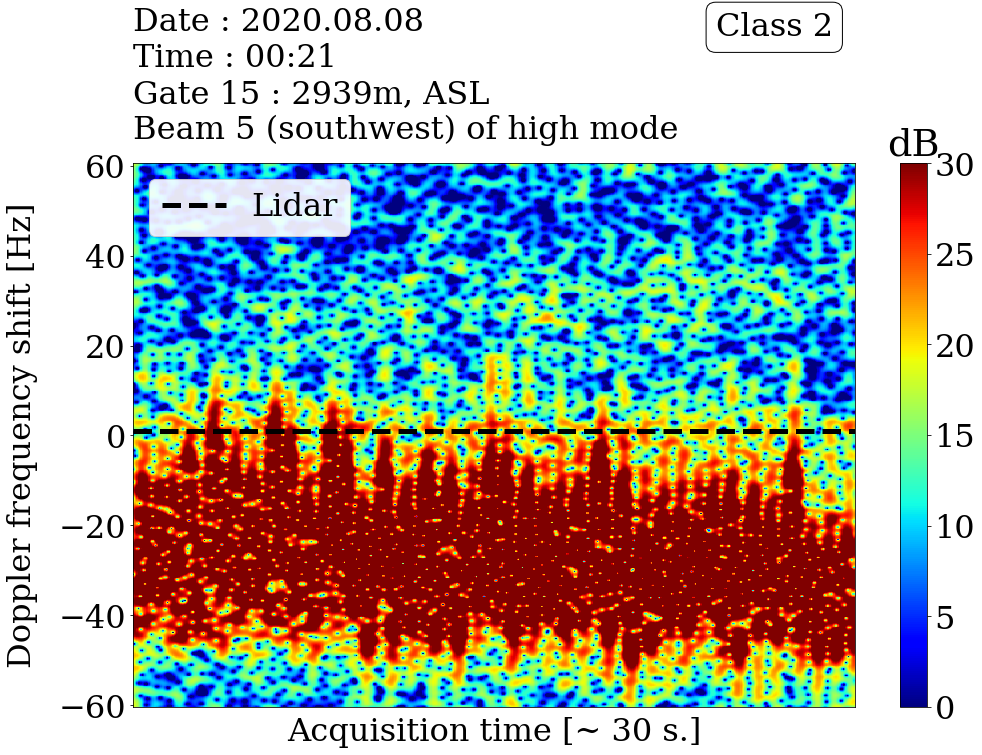 Date : 2020.08.08
Class 2
Time : 00:21
Gate 15 : 2939m, ASL
Beam 5 (southwest) of high mode
dB
Lidar
Doppler frequency shift [Hz]
60
40
20
0
−20
−40
−60
30
25
20
15
10
5
0
Acquisition time [~ 30 s.]